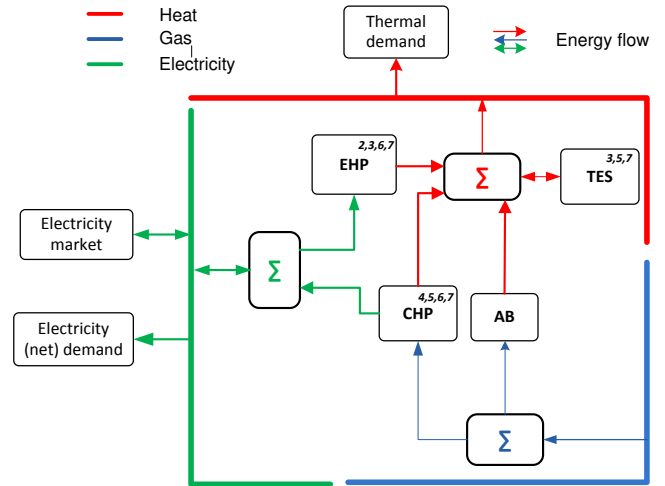 Heat
Gas
Electricity
Thermal
demand
Energy flow
2,3,6,7
EHP
Σ
3,5,7
TES
Electricity
market
Σ
4,5,6,7
CHP
AB
Electricity
(net) demand
Σ